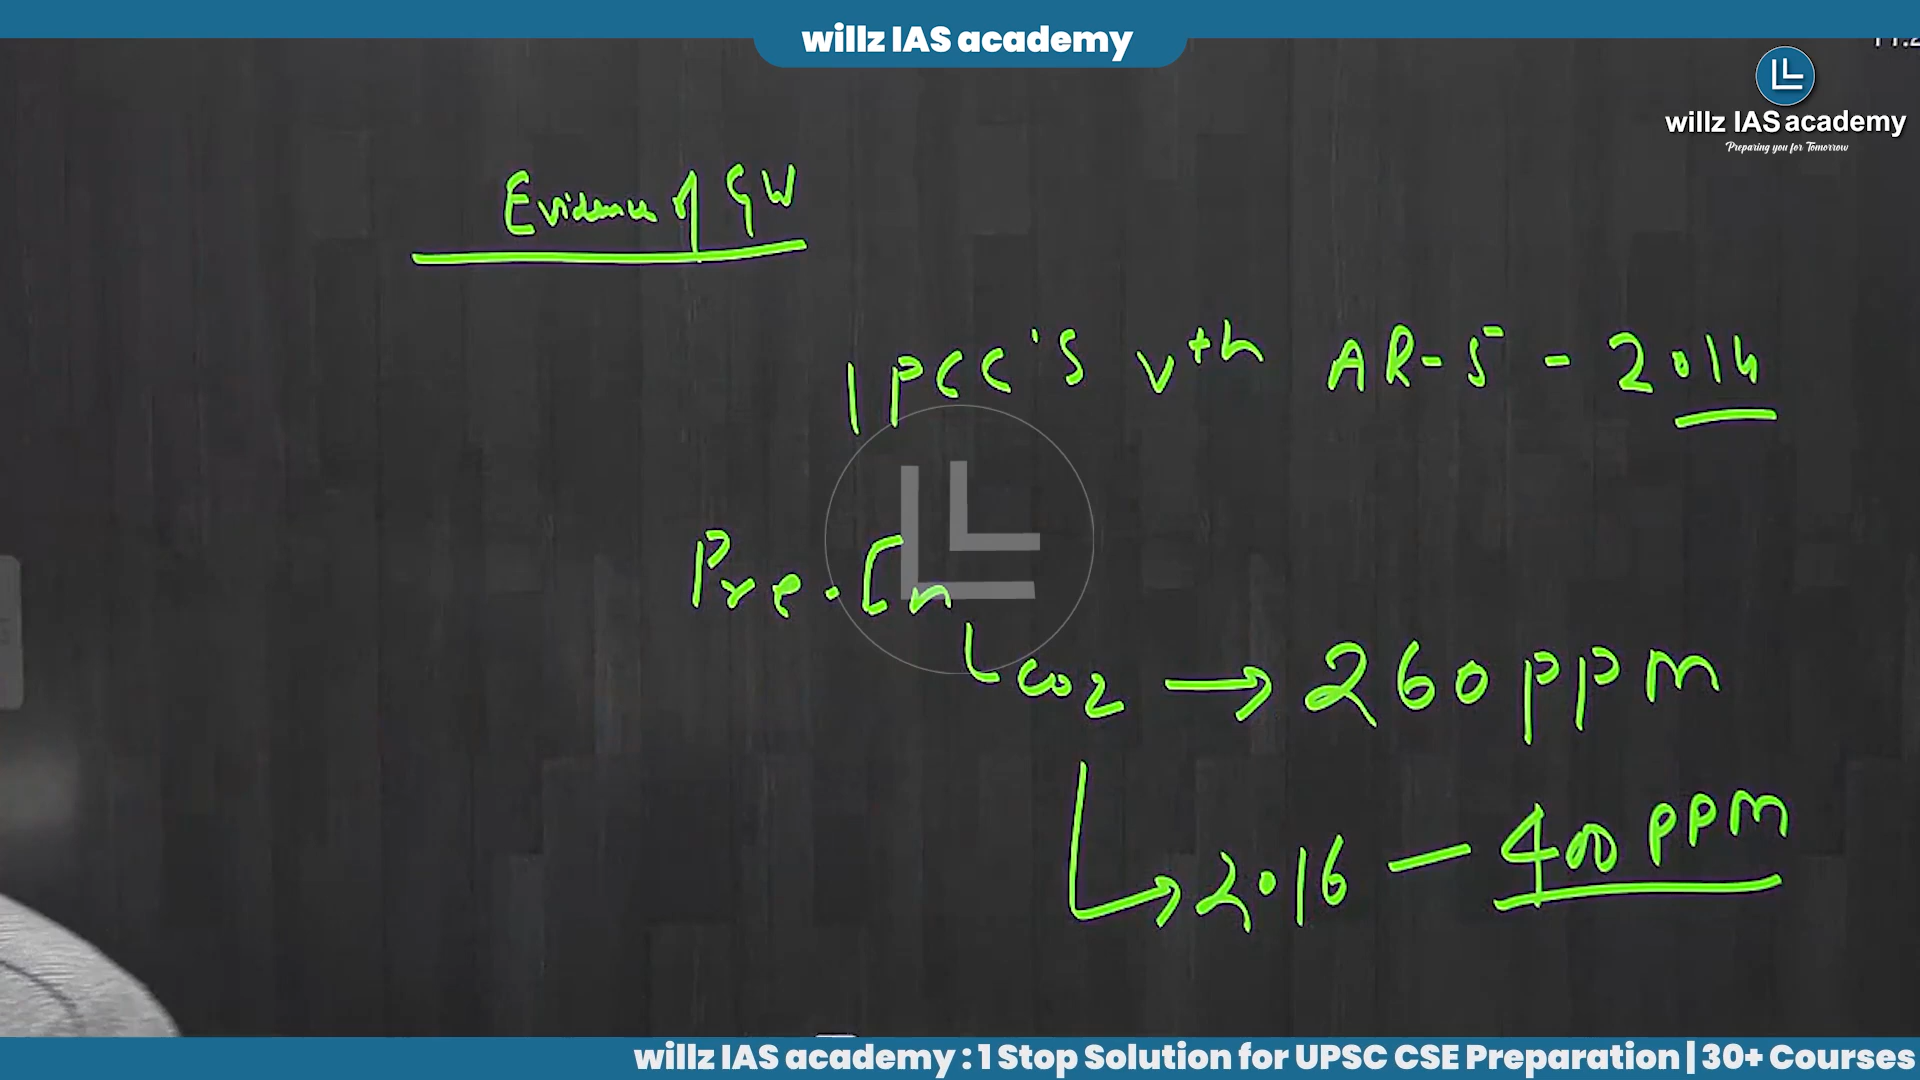 willz IAS academy
willz IAS academy
Preparing you for Tomorrow
Evidence of GW
IPCC's Vth AR-5 - 2014
Pre-In
CO2 → 260 ppm
2016 - 400 ppm
willz IAS academy : 1 Stop Solution for UPSC CSE Preparation | 30+ Courses